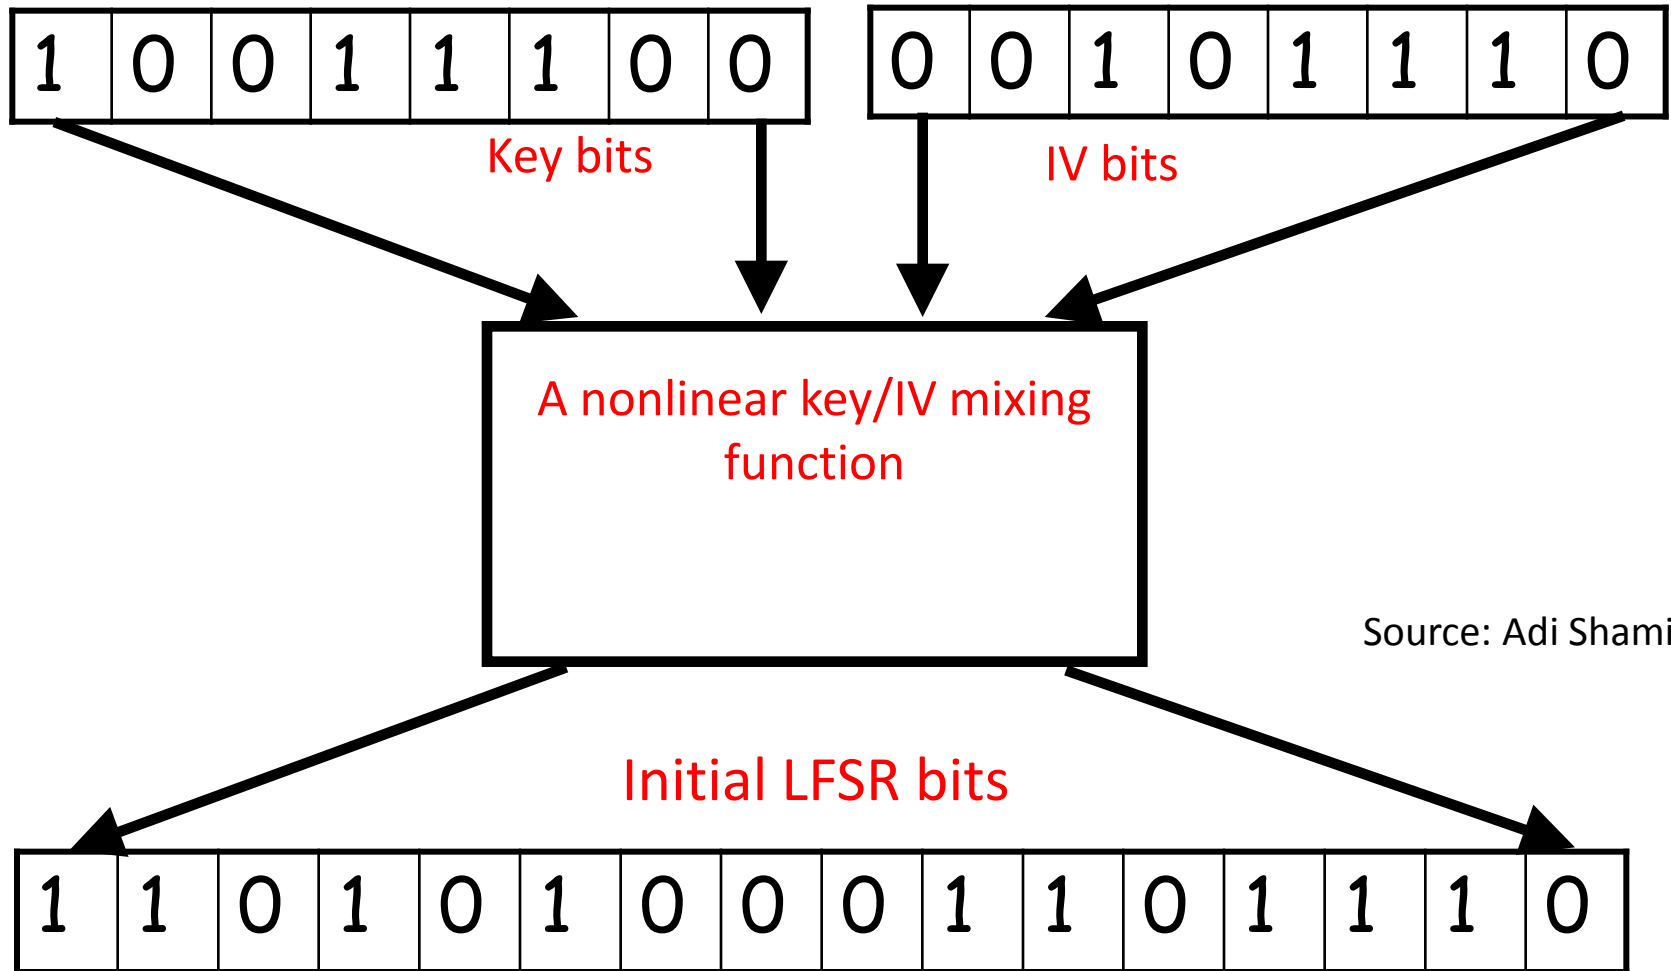 1 0 0 1 1 1 0 0
0 0 1 0 1 1 1 0
Key bits
IV bits
A nonlinear key/IV mixing
function
Source: Adi Shami
Initial LFSR bits
1 1 0 1 0 1 0 0 0 1 1 0 1 1 1 0